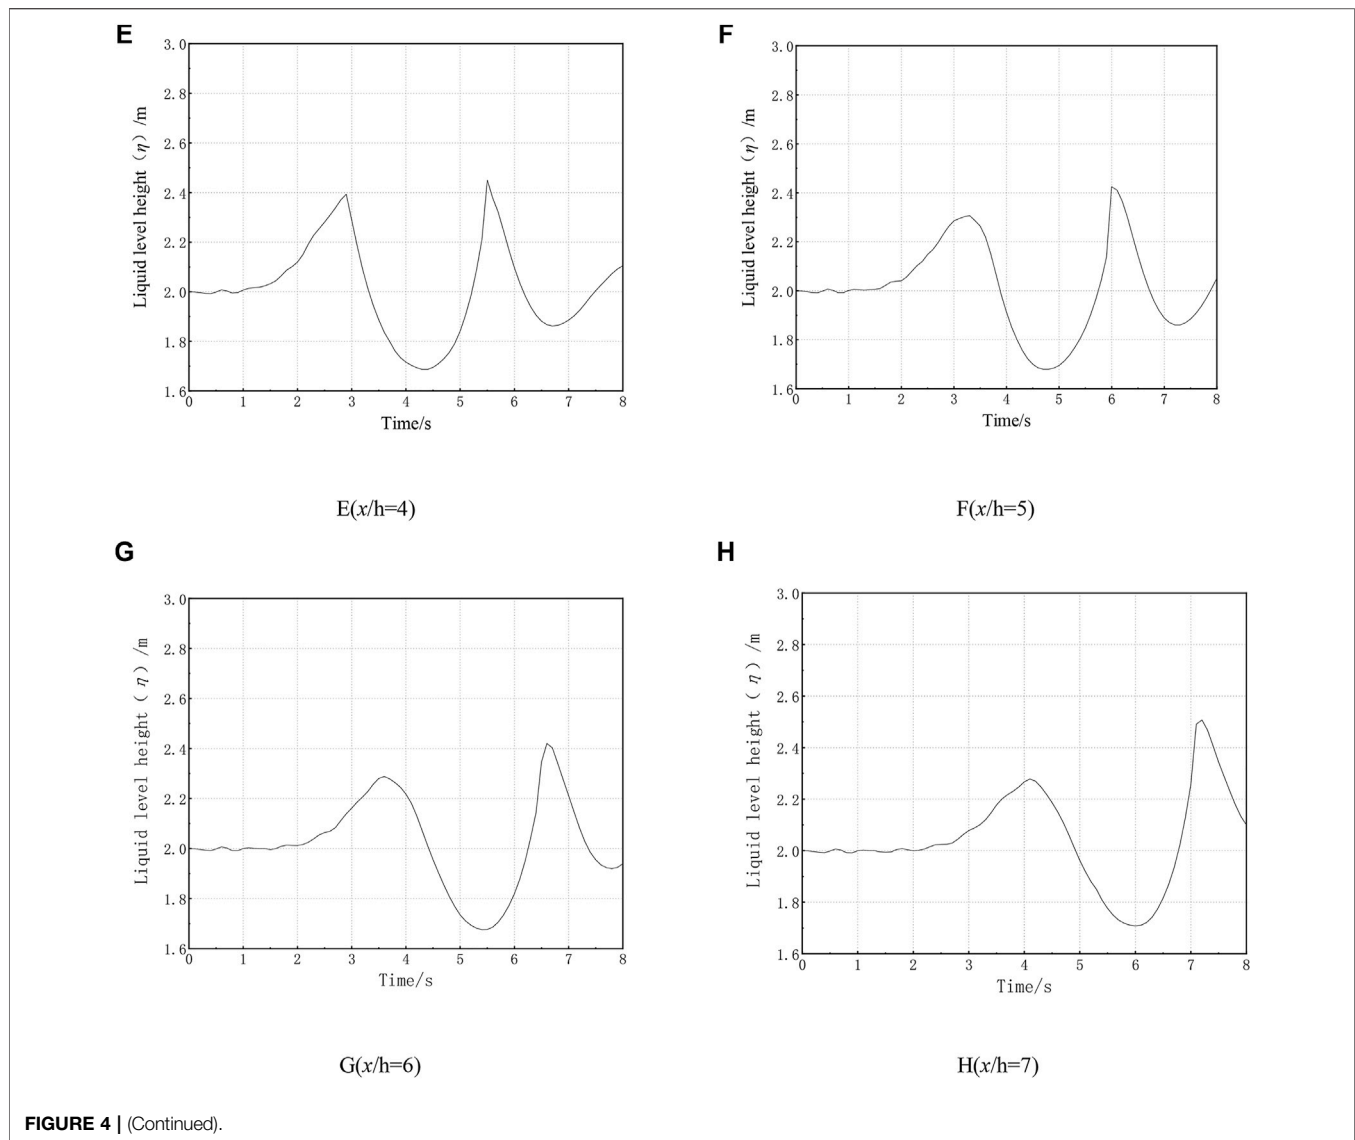 E
3.0
2.8
2.6
2.4
2.2
2.0
1.8
1.6
Liquid level height (η) /m
0 1 2 3 4 5 6 7 8
Time/s
E(x/h=4)
F
3.0
2.8
2.6
2.4
2.2
2.0
1.8
1.6
Liquid level height (η) /m
0 1 2 3 4 5 6 7 8
Time/s
F(x/h=5)
G
3.0
2.8
2.6
2.4
2.2
2.0
1.8
1.6
Liquid level height ( η ) /m
0 1 2 3 4 5 6 7 8
Time/s
G(x/h=6)
H
3.0
2.8
2.6
2.4
2.2
2.0
1.8
1.6
Liquid level height ( η ) /m
0 1 2 3 4 5 6 7 8
Time/s
H(x/h=7)
FIGURE 4 | (Continued).